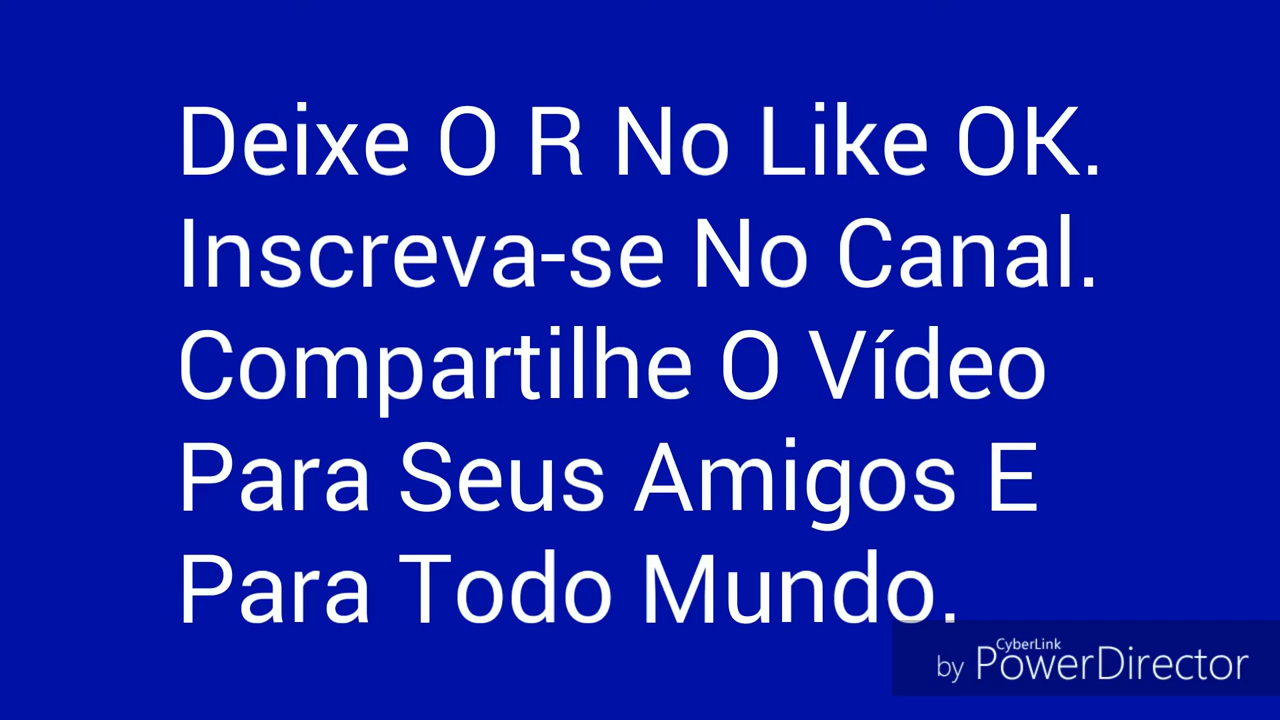 Deixe O R No Like OK.
Inscreva-se No Canal.
Compartilhe O Vídeo
Para Seus Amigos E
Para Todo Mundo.
CyberLink
by PowerDirector